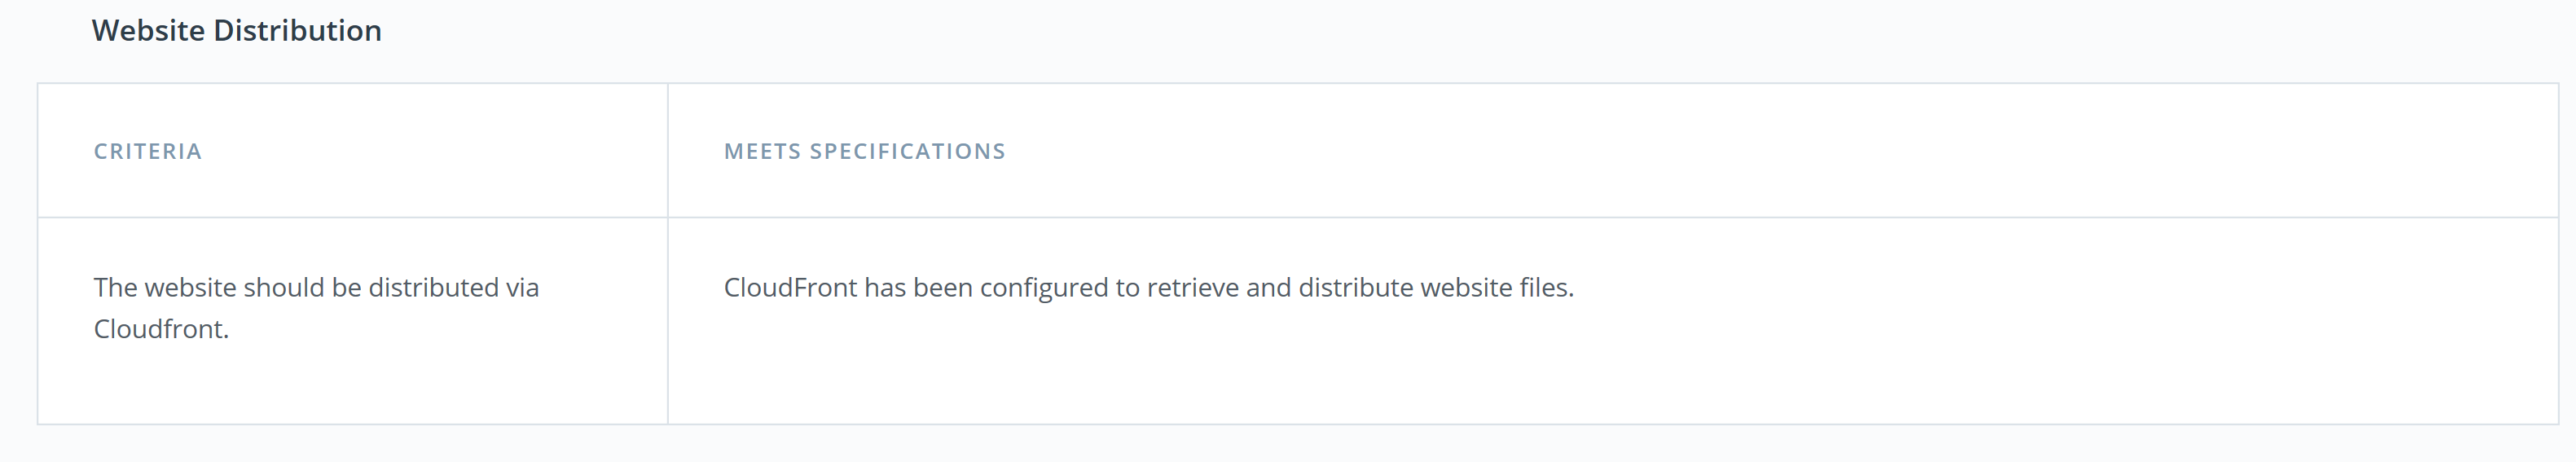 Website Distribution
CRITERIA
MEETS SPECIFICATIONS
The website should be distributed via
Cloudfront.
CloudFront has been configured to retrieve and distribute website files.